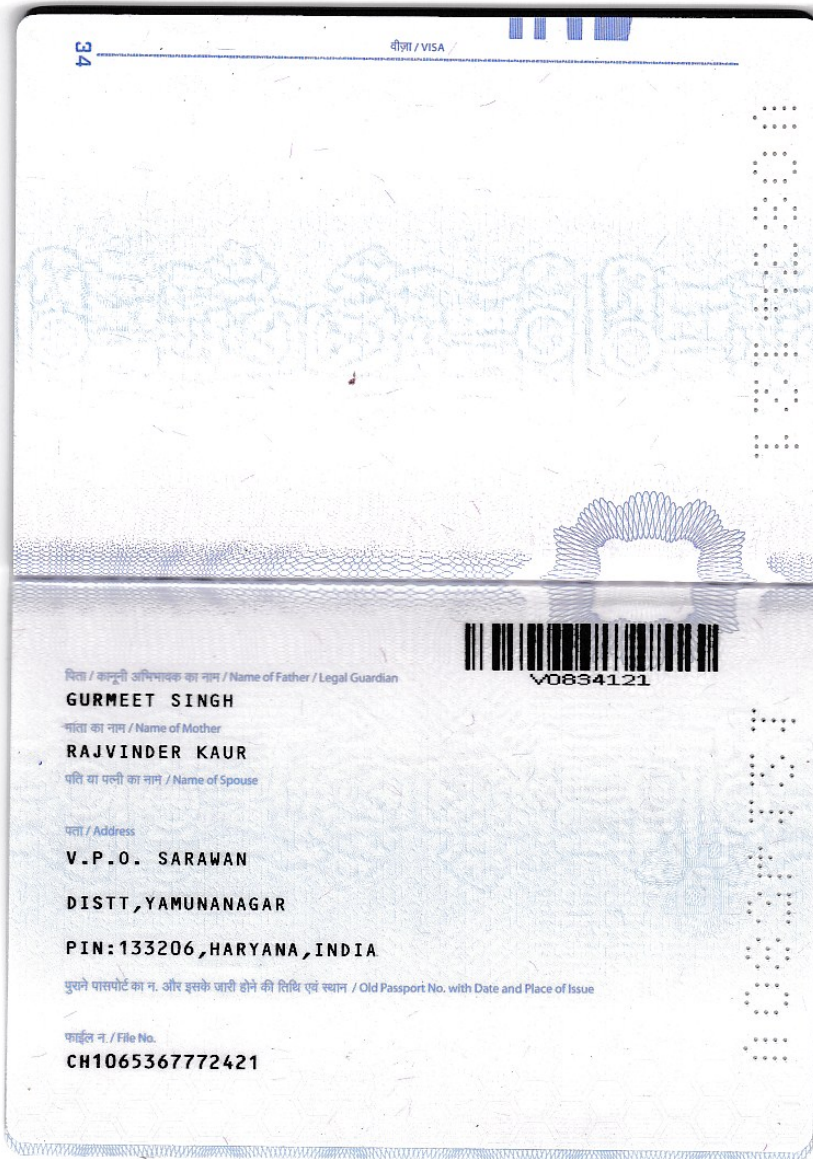 34
वीज़ा / VISA
V0834121
पिता / कानूनी अभिभावक का नाम / Name of Father / Legal Guardian
GURMEET SINGH
माता का नाम / Name of Mother
RAJVINDER KAUR
पति या पत्नी का नाम / Name of Spouse
पता / Address
V.P.O. SARAWAN
DISTT,YAMUNANAGAR
PIN:133206,HARYANA,INDIA
पुराने पासपोर्ट का न. और इसके जारी होने की तिथि एवं स्थान / Old Passport No. with Date and Place of Issue
फाईल न. / File No.
CH1065367772421